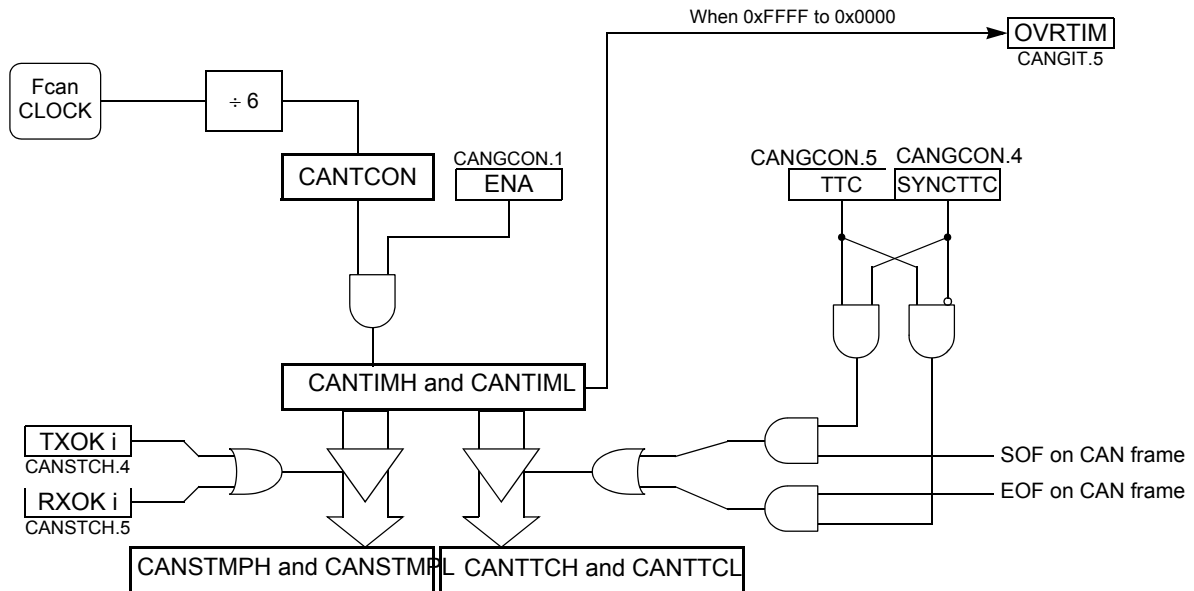 When 0xFFFF to 0x0000
OVRTIM
CANGIT.5
Fcan
CLOCK
÷ 6
CANTCON
CANGCON.1
ENA
CANGCON.5
CANGCON.4
TTC
SYNCTTC
CANTIMH and CANTIML
TXOK i
CANSTCH.4
RXOK i
CANSTCH.5
SOF on CAN frame
EOF on CAN frame
CANSTMPH and CANSTMPL
CANTTCH and CANTTCL